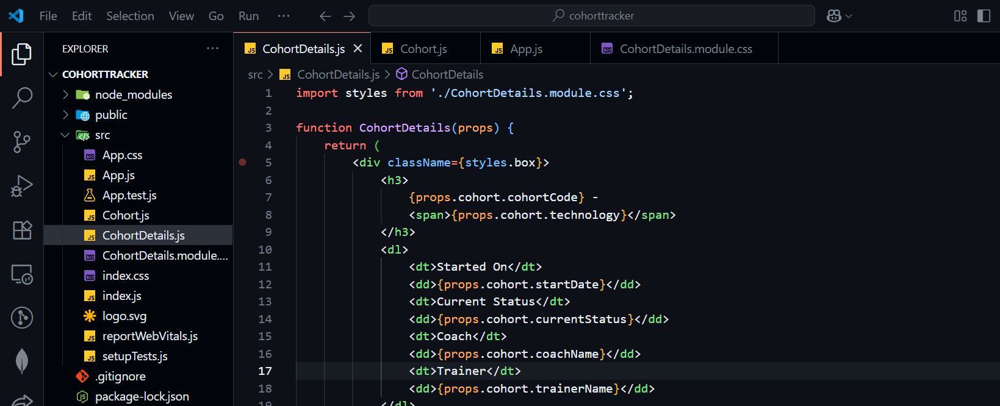 File Edit Selection View Go Run ··· cohorttracker
EXPLORER ···
COHORTTRACKER
node_modules
public
src
App.css
App.js
App.test.js
Cohort.js
CohortDetails.js
CohortDetails.module....
index.css
index.js
logo.svg
reportWebVitals.js
setupTests.js
.gitignore
package-lock.json
CohortDetails.js Cohort.js App.js CohortDetails.module.css
src > CohortDetails.js > CohortDetails
1 import styles from './CohortDetails.module.css';
2
3 function CohortDetails(props) {
4 return (
5 <div className={styles.box}>
6 <h3>
7 {props.cohort.cohortCode} -
8 <span>{props.cohort.technology}</span>
9 </h3>
10 <dl>
11 <dt>Started On</dt>
12 <dd>{props.cohort.startDate}</dd>
13 <dt>Current Status</dt>
14 <dd>{props.cohort.currentStatus}</dd>
15 <dt>Coach</dt>
16 <dd>{props.cohort.coachName}</dd>
17 <dt>Trainer</dt>
18 <dd>{props.cohort.trainerName}</dd>
19 </dl>